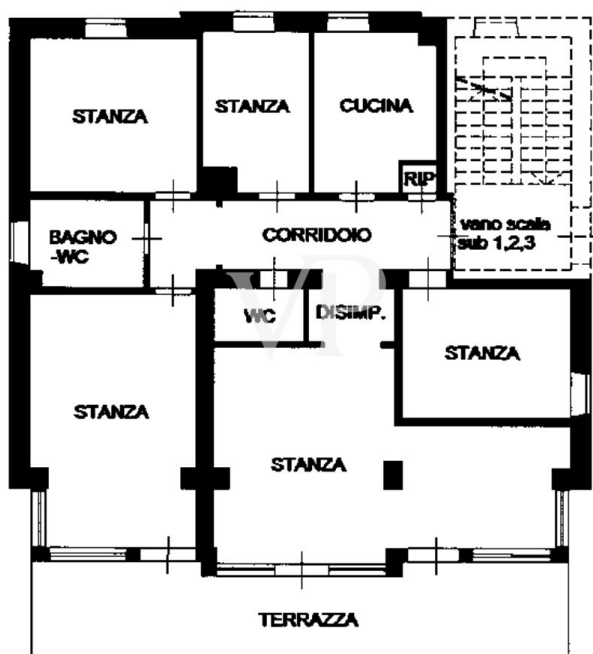 STANZA
STANZA
CUCINA
RIP
BAGNO
-WC
CORRIDOIO
vano scala
sub 1,2,3
WC
DISIMP.
STANZA
STANZA
STANZA
TERRAZZA
VP